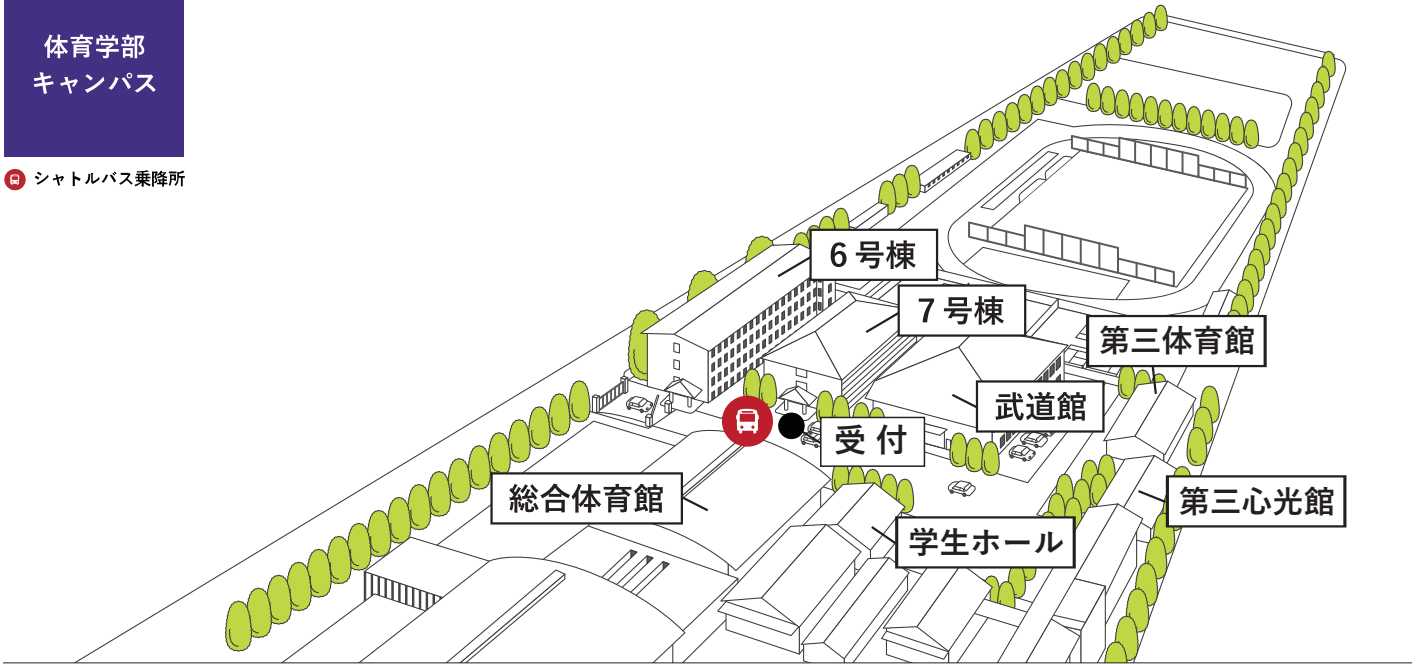 体育学部
キャンパス
シャトルバス乗降所
６号棟
７号棟
第三体育館
武道館
受 付
総合体育館
第三心光館
学生ホール